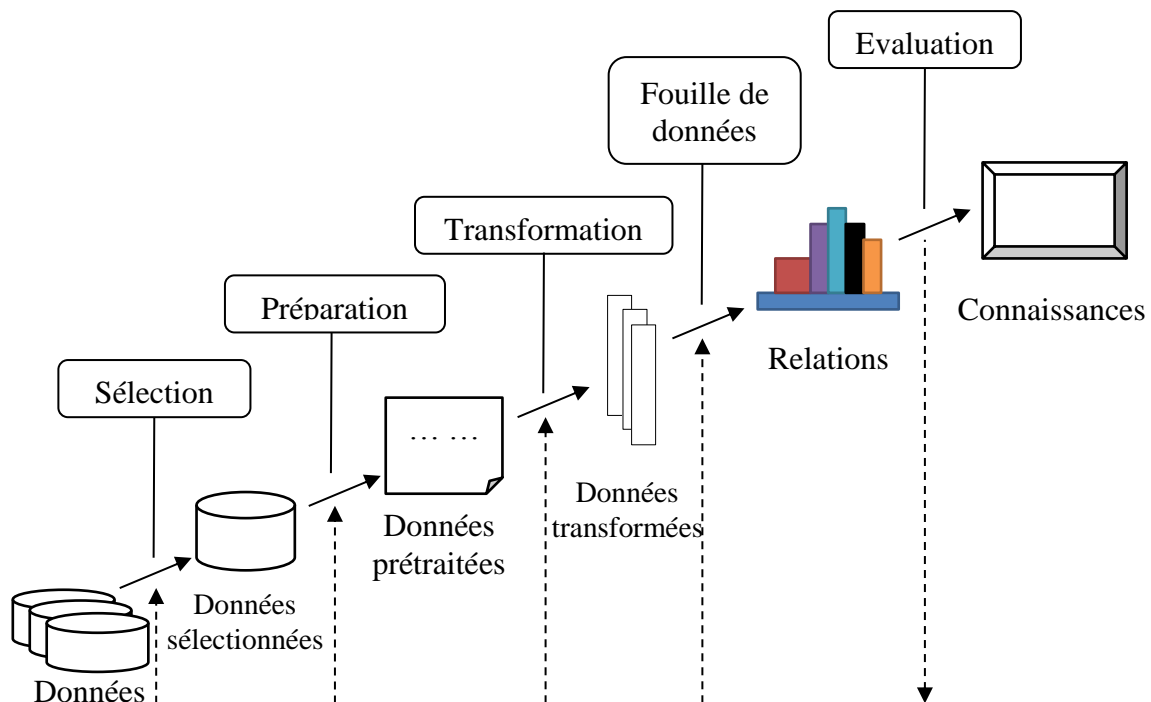 Evaluation
Fouille de
données
Transformation
Préparation
Sélection
Connaissances
Relations
... ...
Données
transformées
Données
prétraitées
Données
sélectionnées
Données